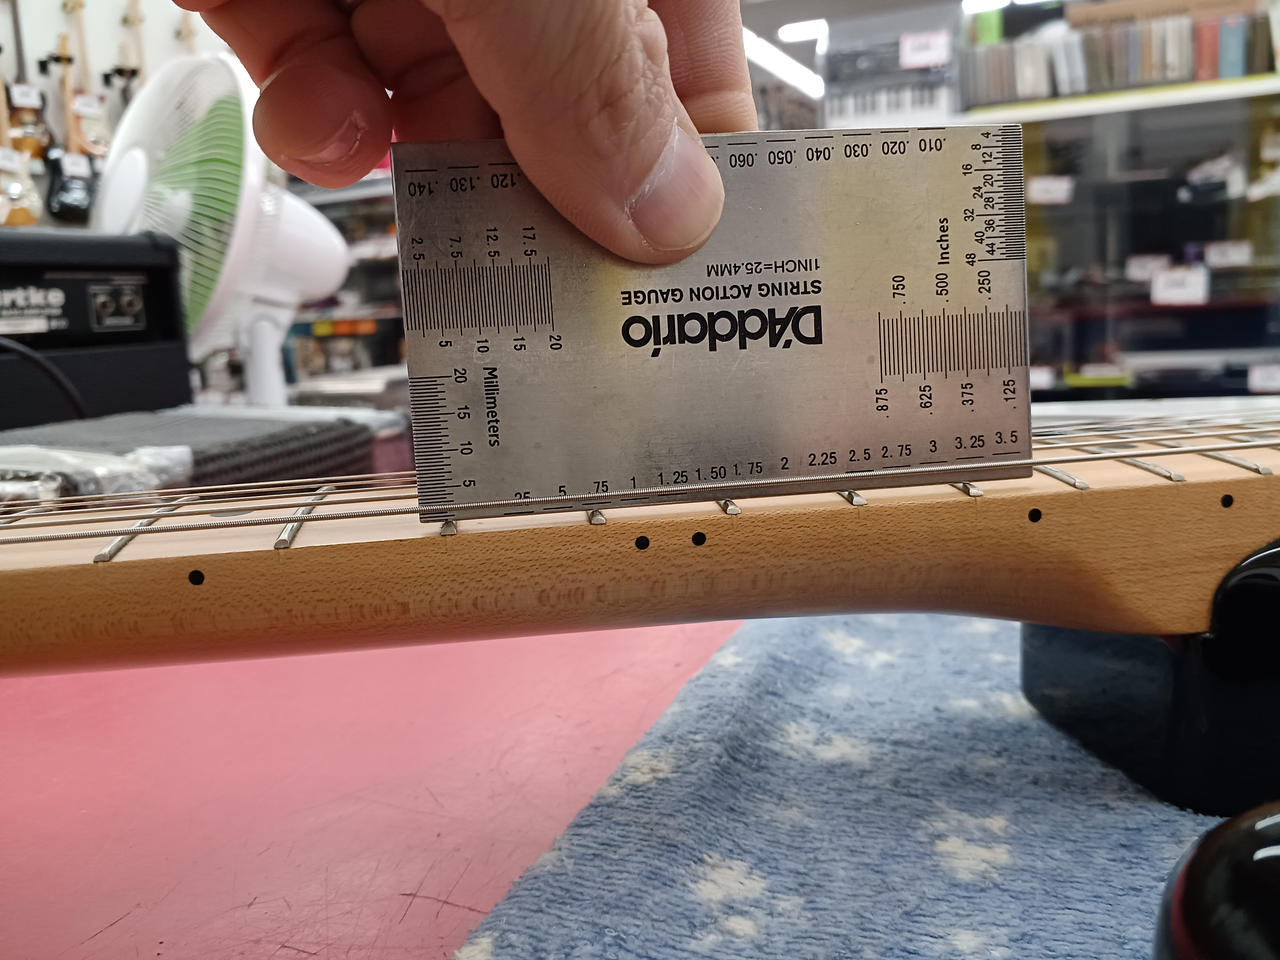 .140 .130 .120 .060 .050 .040 .030 .020 .010
4
8 12
16 20
24 28
32 36
40 44
48
2.5 7.5 12.5 17.5
5 10 15 20
Millimeters
20
15
10
5
1INCH=25.4MM
STRING ACTION GAUGE
D'Addario
Inches
.750 .500 .250
.875 .625 .375 .125
.25 .5 .75 1 1.25 1.50 1.75 2 2.25 2.5 2.75 3 3.25 3.5
artke